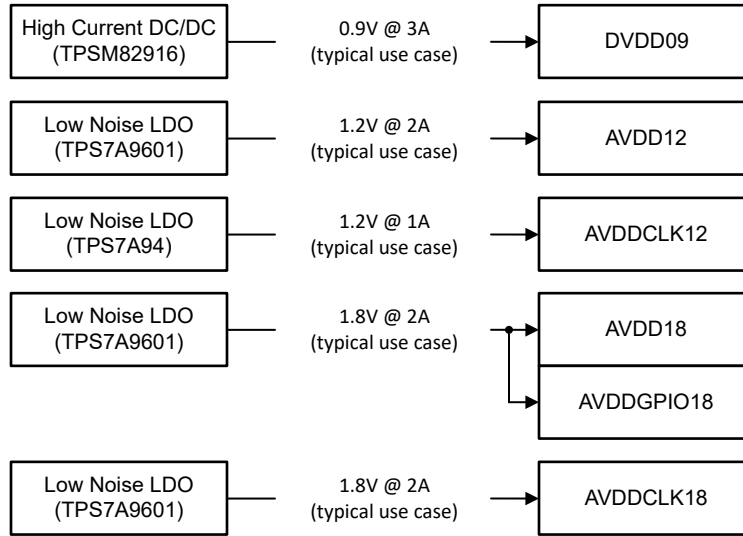 High Current DC/DC
(TPSM82916)
0.9V @ 3A
(typical use case)
DVDD09
Low Noise LDO
(TPS7A9601)
1.2V @ 2A
(typical use case)
AVDD12
Low Noise LDO
(TPS7A94)
1.2V @ 1A
(typical use case)
AVDDCLK12
Low Noise LDO
(TPS7A9601)
1.8V @ 2A
(typical use case)
AVDD18
AVDDGPIO18
Low Noise LDO
(TPS7A9601)
1.8V @ 2A
(typical use case)
AVDDCLK18